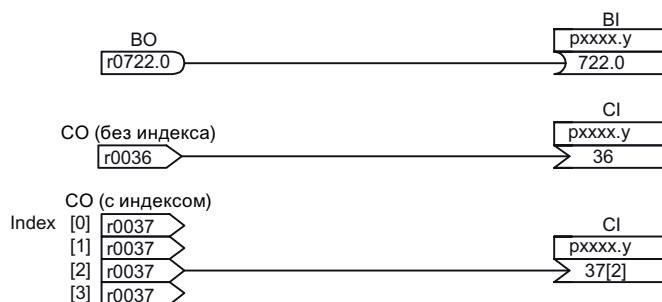 BO
BI
r0722.0
pxxxx.y
722.0
CO (без индекса)
CI
r0036
pxxxx.y
36
CO (с индексом)
Index
[0] r0037
[1] r0037
[2] r0037
[3] r0037
CI
pxxxx.y
37[2]